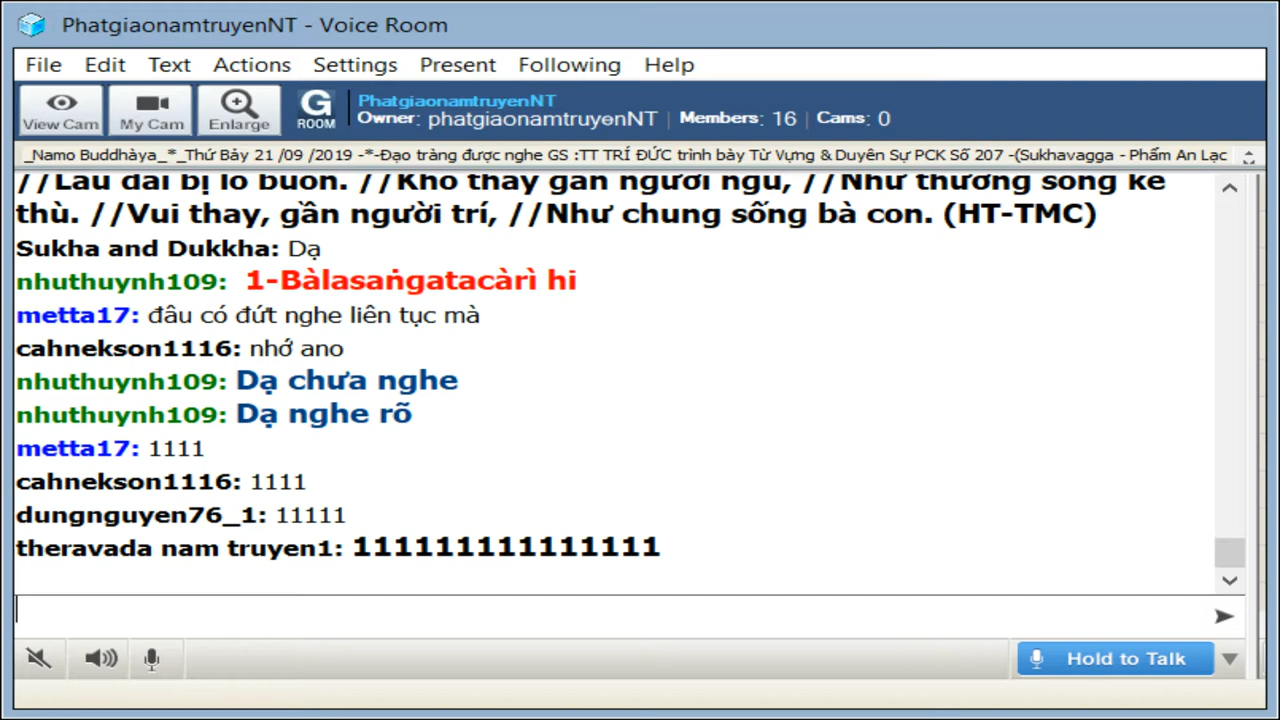 PhatgiaonamtruyenNT - Voice Room
File Edit Text Actions Settings Present Following Help
View Cam My Cam Enlarge G ROOM PhatgiaonamtruyenNT
Owner: phatgiaonamtruyenNT Members: 16 Cams: 0
_Namo Buddhàya_*_Thứ Bảy 21 /09 /2019 -*-Đạo tràng được nghe GS :TT TRÍ ĐỨC trình bày Từ Vựng & Duyên Sự PCK Số 207 -(Sukhavagga - Phẩm An Lạc
//Lâu dài bị lo buồn. //Khổ thay gần người ngu, //Như thường sống kẻ
thù. //Vui thay, gần người trí, //Như chung sống bà con. (HT-TMC)
Sukha and Dukkha: Dạ
nhuthuynh109: 1-Bàlasaṅgatacàrì hi
metta17: đâu có đứt nghe liên tục mà
cahnekson1116: nhớ ano
nhuthuynh109: Dạ chưa nghe
nhuthuynh109: Dạ nghe rõ
metta17: 1111
cahnekson1116: 1111
dungnguyen76_1: 11111
theravada nam truyen1: 111111111111111
Hold to Talk